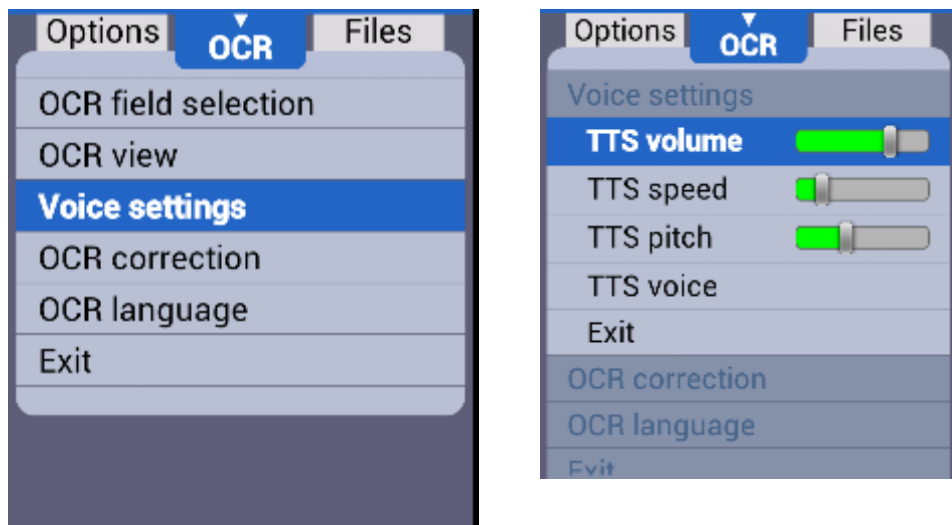 Options OCR Files
OCR field selection
OCR view
Voice settings
OCR correction
OCR language
Exit
Options OCR Files
Voice settings
TTS volume
TTS speed
TTS pitch
TTS voice
Exit
OCR correction
OCR language
Exit